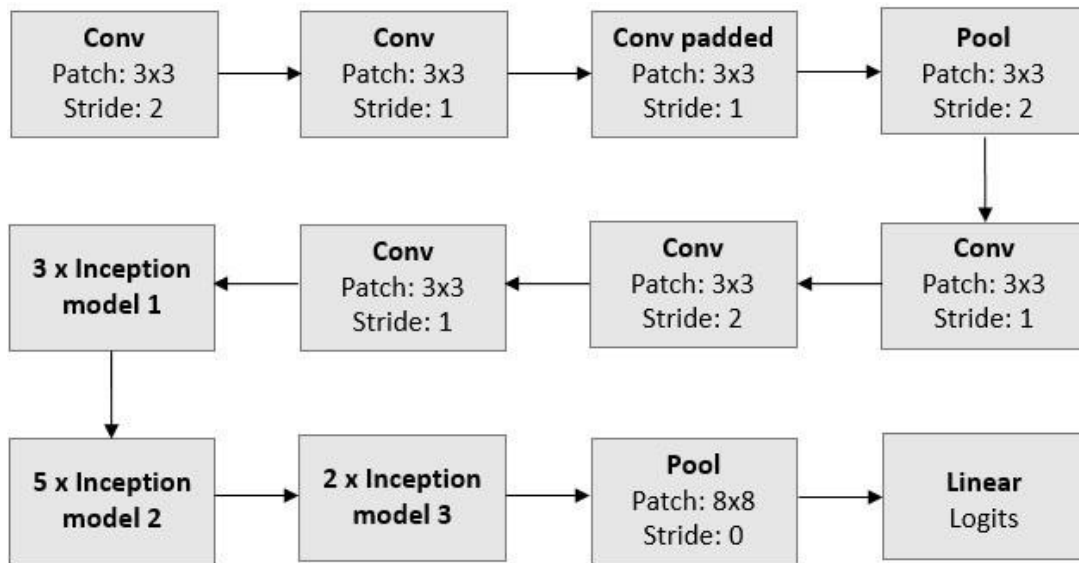 Conv
Patch: 3x3
Stride: 2
Conv
Patch: 3x3
Stride: 1
Conv padded
Patch: 3x3
Stride: 1
Pool
Patch: 3x3
Stride: 2
Conv
Patch: 3x3
Stride: 1
Conv
Patch: 3x3
Stride: 2
Conv
Patch: 3x3
Stride: 1
3 x Inception
model 1
5 x Inception
model 2
2 x Inception
model 3
Pool
Patch: 8x8
Stride: 0
Linear
Logits